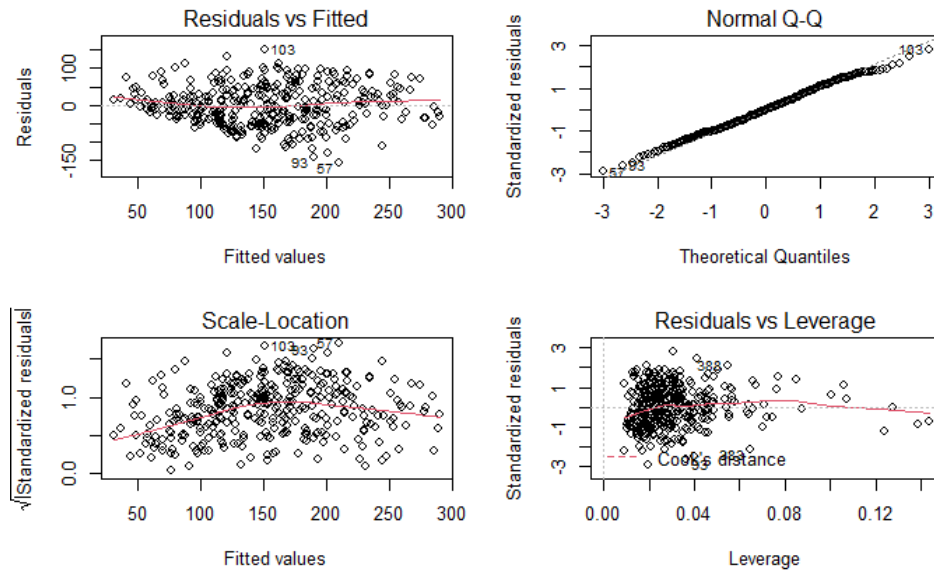 Residuals vs Fitted
Residuals
100
0
-150
103
93
57
50 100 150 200 250 300
Fitted values
Normal Q-Q
Standardized residuals
3
1
-1
-3
103
93
57
-3 -2 -1 0 1 2 3
Theoretical Quantiles
Scale-Location
√|Standardized residuals|
1.0
0.0
103
93
57
50 100 150 200 250 300
Fitted values
Residuals vs Leverage
Standardized residuals
3
1
-1
-3
388
383
93
Cook's distance
0.00 0.04 0.08 0.12
Leverage